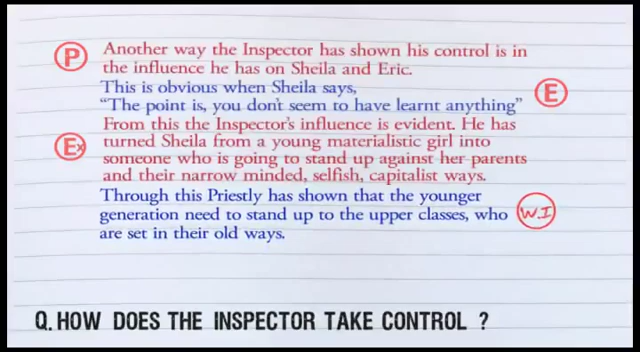 P Another way the Inspector has shown his control is in
the influence he has on Sheila and Eric.
This is obvious when Sheila says,
"The point is, you don't seem to have learnt anything" E
From this the Inspector's influence is evident. He has
Ex turned Sheila from a young materialistic girl into
someone who is going to stand up against her parents
and their narrow minded, selfish, capitalist ways.
Through this Priestly has shown that the younger
generation need to stand up to the upper classes, who W.I
are set in their old ways.
Q. HOW DOES THE INSPECTOR TAKE CONTROL ?